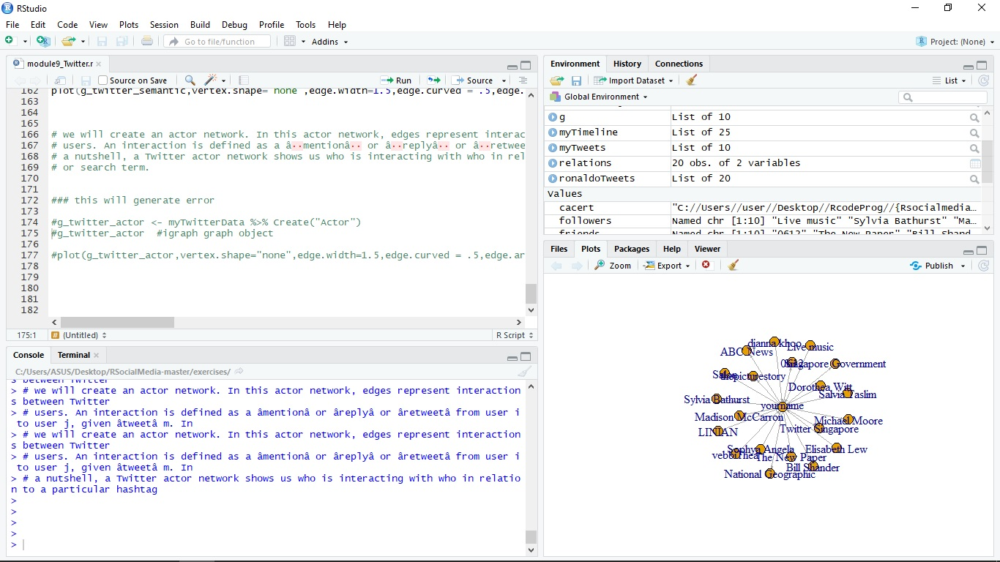 RStudio
File Edit Code View Plots Session Build Debug Profile Tools Help
Go to file/function
Addins
Project: (None)
module9_Twitter.r
Source on Save
Run
Source
162 plot(g_twitter_semantic,vertex.shape="none",edge.width=1.5,edge.curved = .5,edge.
163
164
165
166 # we will create an actor network. In this actor network, edges represent interac
167 # users. An interaction is defined as a â··mentionâ·· or â··replyâ·· or â··retwee
168 # a nutshell, a Twitter actor network shows us who is interacting with who in rel
169 # or search term.
170
171
172 ### this will generate error
173
174 #g_twitter_actor <- myTwitterData %>% Create("Actor")
175 #g_twitter_actor  #igraph graph object
176
177 #plot(g_twitter_actor,vertex.shape="none",edge.width=1.5,edge.curved = .5,edge.ar
178
179
180
181
182
175:1
# (Untitled)
R Script
Console Terminal
C:/Users/ASUS/Desktop/RSocialMedia-master/exercises/
s between Twitter
> # we will create an actor network. In this actor network, edges represent interaction
s between Twitter
> # users. An interaction is defined as a âmentionâ or âreplyâ or âretweetâ from user i
 to user j, given âtweetâ m. In
> # we will create an actor network. In this actor network, edges represent interaction
s between Twitter
> # users. An interaction is defined as a âmentionâ or âreplyâ or âretweetâ from user i
 to user j, given âtweetâ m. In
> # a nutshell, a Twitter actor network shows us who is interacting with who in relatio
n to a particular hashtag
>
>
>
>
>
Environment History Connections
Import Dataset
List
Global Environment
g List of 10
myTimeline List of 25
myTweets List of 10
relations 20 obs. of 2 variables
ronaldoTweets List of 20
Values
cacert "C://Users//user//Desktop//RcodeProg//{Rsocialmedia…
followers Named chr [1:10] "Live music" "Sylvia Bathurst" "Ma…
friends Named chr [1:10] "0612" "The New Paper" "Bill Shand…
Files Plots Packages Help Viewer
Zoom Export
Publish
dianna khoo
Live music
ABC News
0612
Singapore Government
Salon
thepicturestory
Dorothea Witt
Salvia Taslim
Sylvia Bathurst
yourname
Madison McCarron
Michael Moore
LINIAN
Twitter Singapore
Sophya Angela
Elisabeth Lew
The New Paper
Bill Shander
National Geographic